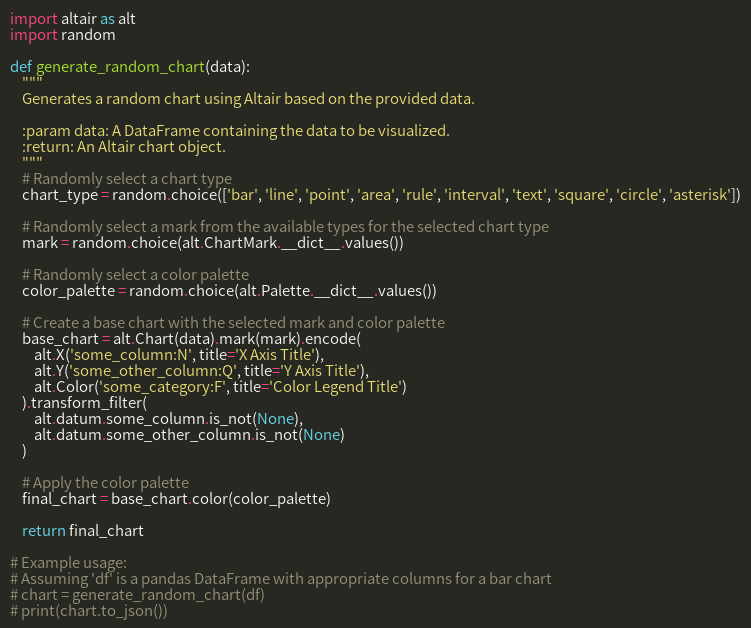 import altair as alt
import random

def generate_random_chart(data):
    """
    Generates a random chart using Altair based on the provided data.

    :param data: A DataFrame containing the data to be visualized.
    :return: An Altair chart object.
    """
    # Randomly select a chart type
    chart_type = random.choice(['bar', 'line', 'point', 'area', 'rule', 'interval', 'text', 'square', 'circle', 'asterisk'])

    # Randomly select a mark from the available types for the selected chart type
    mark = random.choice(alt.ChartMark.__dict__.values())

    # Randomly select a color palette
    color_palette = random.choice(alt.Palette.__dict__.values())

    # Create a base chart with the selected mark and color palette
    base_chart = alt.Chart(data).mark(mark).encode(
        alt.X('some_column:N', title='X Axis Title'),
        alt.Y('some_other_column:Q', title='Y Axis Title'),
        alt.Color('some_category:F', title='Color Legend Title')
    ).transform_filter(
        alt.datum.some_column.is_not(None),
        alt.datum.some_other_column.is_not(None)
    )

    # Apply the color palette
    final_chart = base_chart.color(color_palette)

    return final_chart

# Example usage:
# Assuming 'df' is a pandas DataFrame with appropriate columns for a bar chart
# chart = generate_random_chart(df)
# print(chart.to_json())